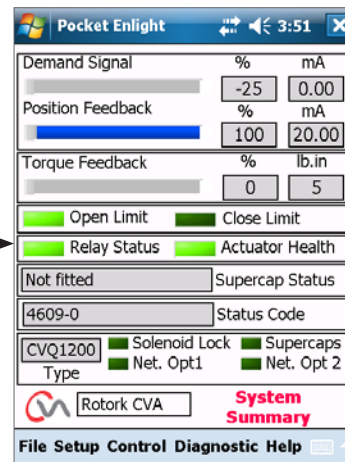 Pocket Enlight 3:51
Demand Signal % mA
-25 0.00
Position Feedback % mA
100 20.00
Torque Feedback % lb.in
0 5
Open Limit Close Limit
Relay Status Actuator Health
Not fitted Supercap Status
4609-0 Status Code
CVQ1200 Solenoid Lock Supercaps
Type Net. Opt1 Net. Opt 2
Rotork CVA System
Summary
File Setup Control Diagnostic Help